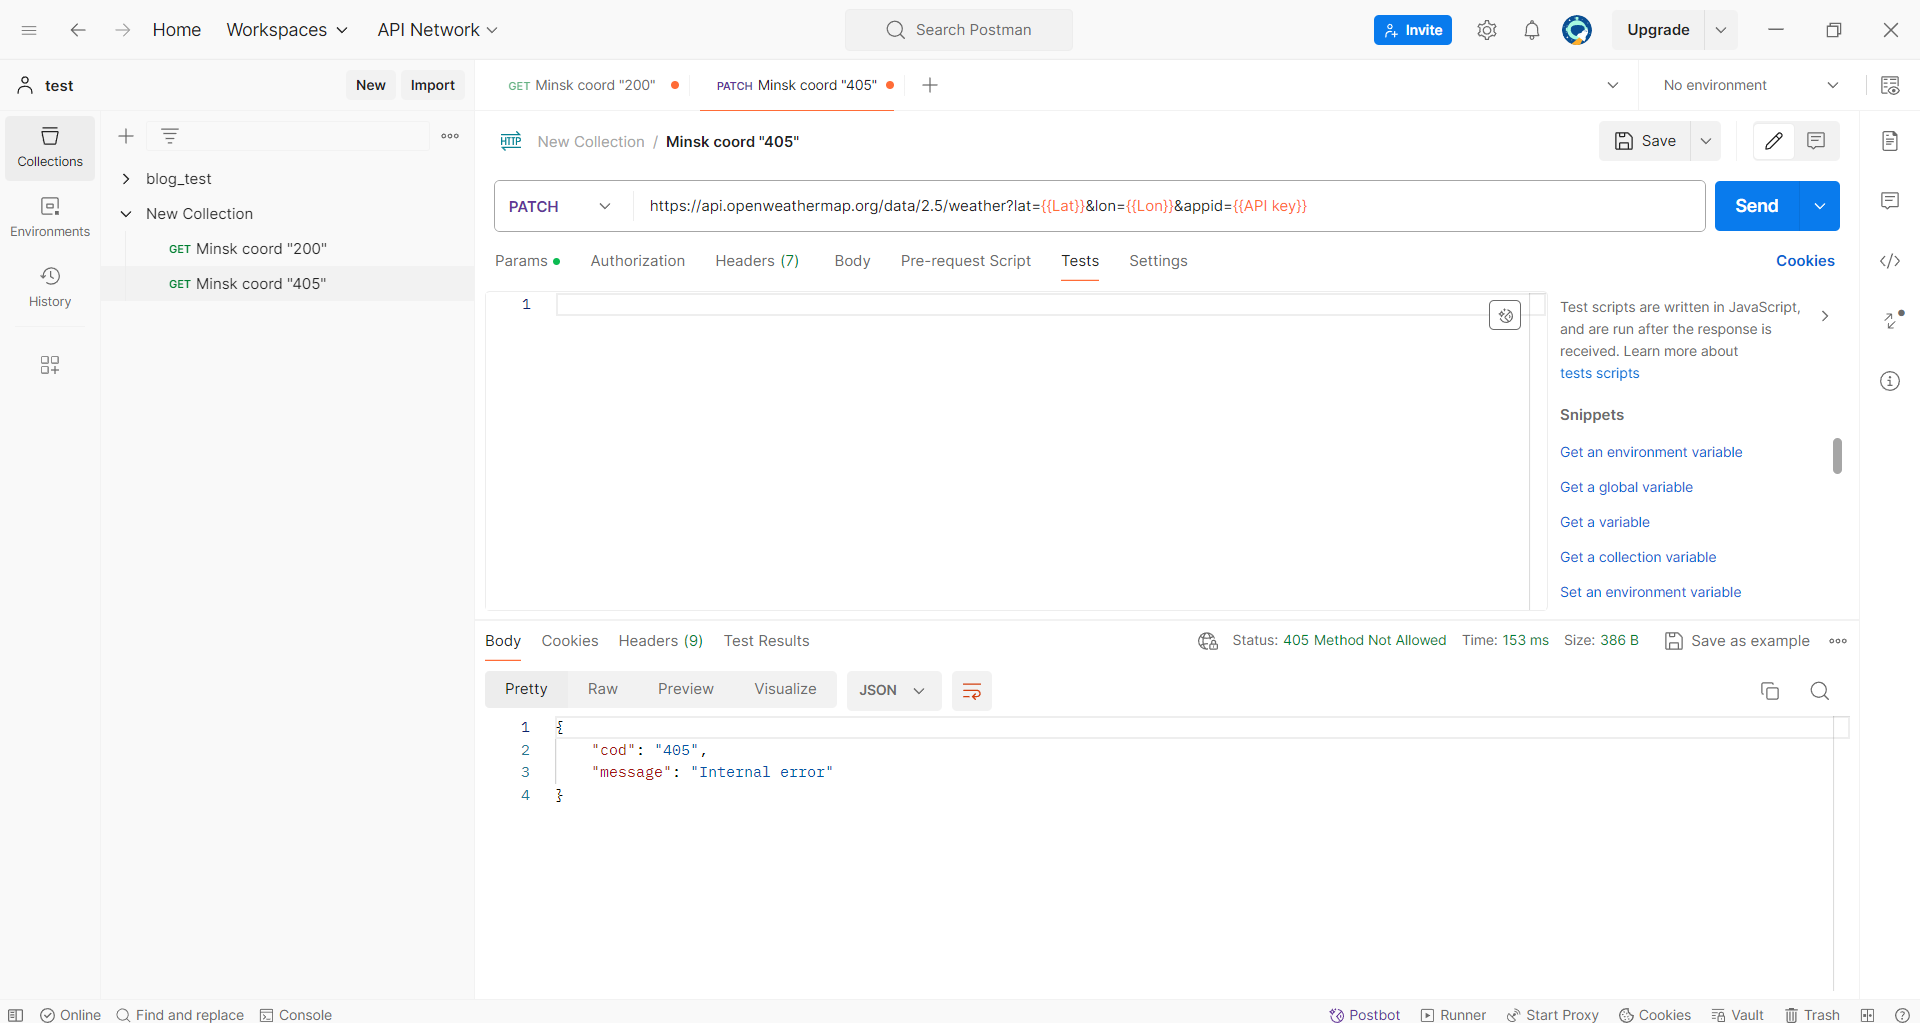 Home Workspaces API Network Search Postman Invite Upgrade
test New Import GET Minsk coord "200" PATCH Minsk coord "405" No environment
Collections
Environments
History
blog_test
New Collection
GET Minsk coord "200"
GET Minsk coord "405"
HTTP New Collection / Minsk coord "405" Save
PATCH https://api.openweathermap.org/data/2.5/weather?lat={{Lat}}&lon={{Lon}}&appid={{API key}} Send
Params Authorization Headers (7) Body Pre-request Script Tests Settings Cookies
1
Test scripts are written in JavaScript,
and are run after the response is
received. Learn more about
tests scripts
Snippets
Get an environment variable
Get a global variable
Get a variable
Get a collection variable
Set an environment variable
Body Cookies Headers (9) Test Results Status: 405 Method Not Allowed Time: 153 ms Size: 386 B Save as example
Pretty Raw Preview Visualize JSON
1 {
2 "cod": "405",
3 "message": "Internal error"
4 }
Online Find and replace Console Postbot Runner Start Proxy Cookies Vault Trash